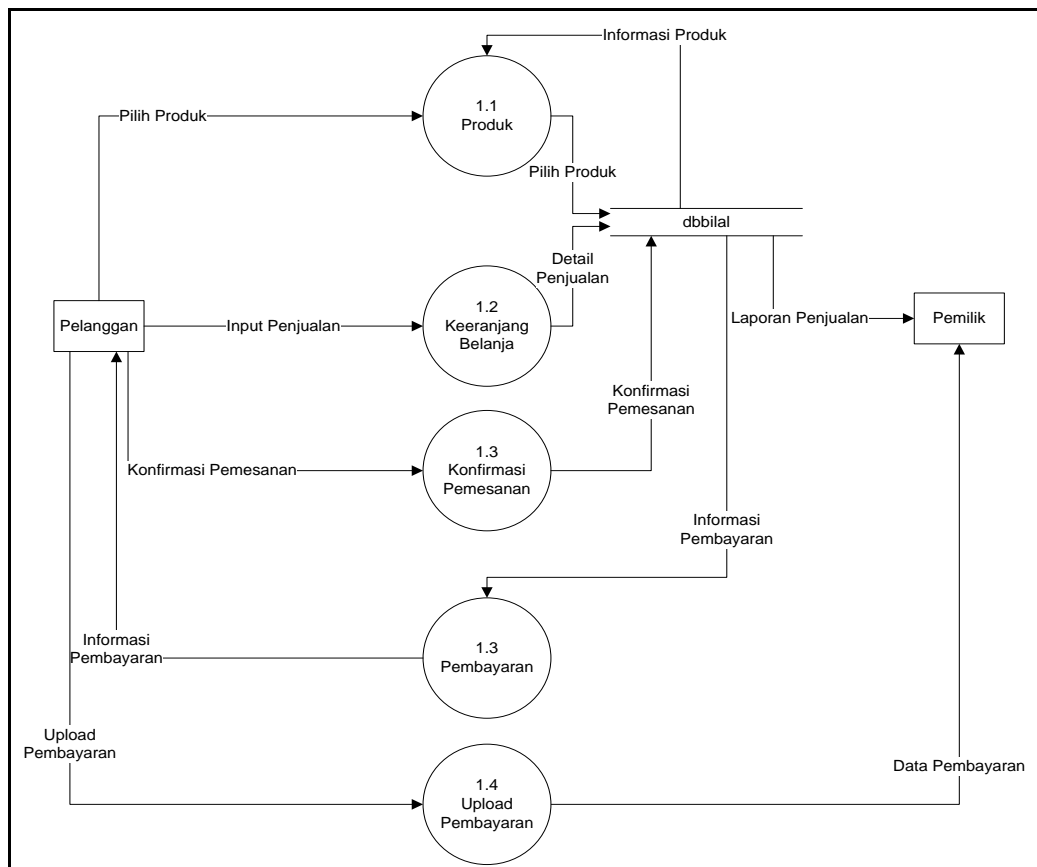 Informasi Produk
1.1
Produk
Pilih Produk
Pilih Produk
dbbilal
Detail
Penjualan
1.2
Keeranjang
Belanja
Pelanggan
Input Penjualan
Laporan Penjualan
Pemilik
Konfirmasi
Pemesanan
1.3
Konfirmasi
Pemesanan
Konfirmasi Pemesanan
Informasi
Pembayaran
Informasi
Pembayaran
1.3
Pembayaran
Upload
Pembayaran
Data Pembayaran
1.4
Upload
Pembayaran